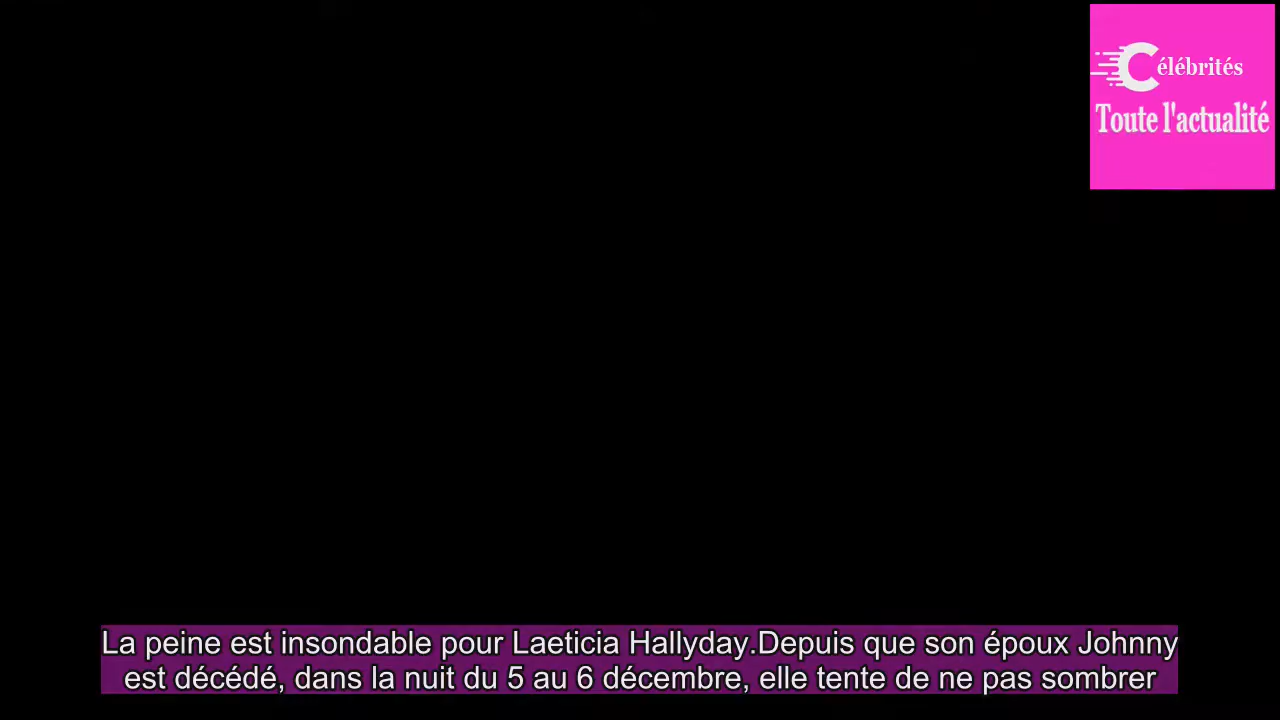 Célébrités
Toute l'actualité
La peine est insondable pour Laeticia Hallyday.Depuis que son époux Johnny
est décédé, dans la nuit du 5 au 6 décembre, elle tente de ne pas sombrer